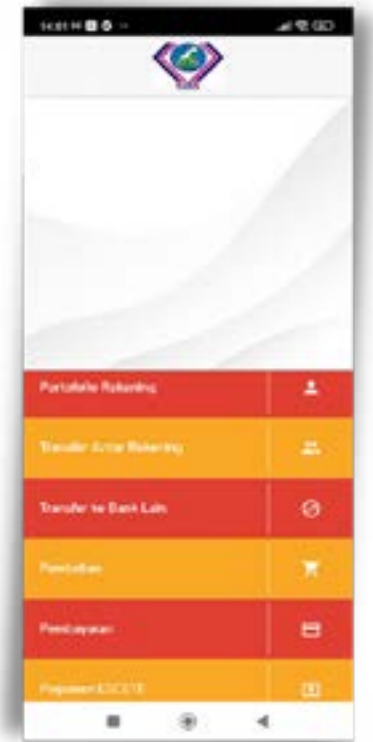 Portofolio Rekening
Transfer Antar Rekening
Transfer ke Bank Lain
Pembelian
Pembayaran